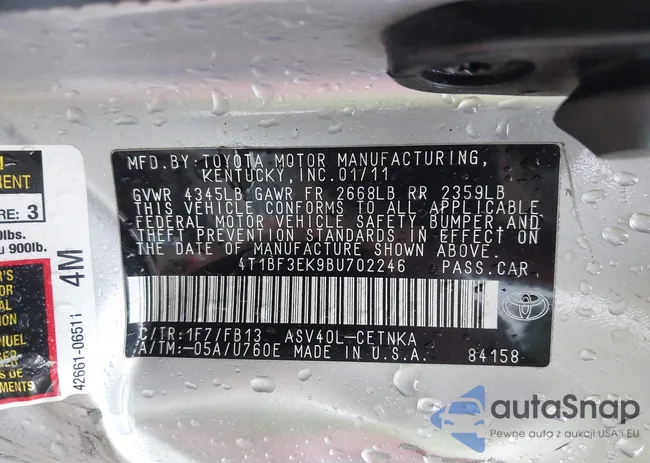 MFD.BY: TOYOTA MOTOR MANUFACTURING,
KENTUCKY, INC. 01/11
GVWR 4345LB GAWR FR 2668LB RR 2359LB
THIS VEHICLE CONFORMS TO ALL APPLICABLE
FEDERAL MOTOR VEHICLE SAFETY BUMPER, AND
THEFT PREVENTION STANDARDS IN EFFECT ON
THE DATE OF MANUFACTURE SHOWN ABOVE.
4T1BF3EK9BU702246 PASS.CAR
C/TR:1F7/FB13 ASV40L-CETNKA
A/TM:-05A/U760E MADE IN U.S.A. 84158
RE: 3
900lb.
4M
42661-06511
UEL
DE
MENTS
autaSnap
Pewne auta z aukcji USA i EU